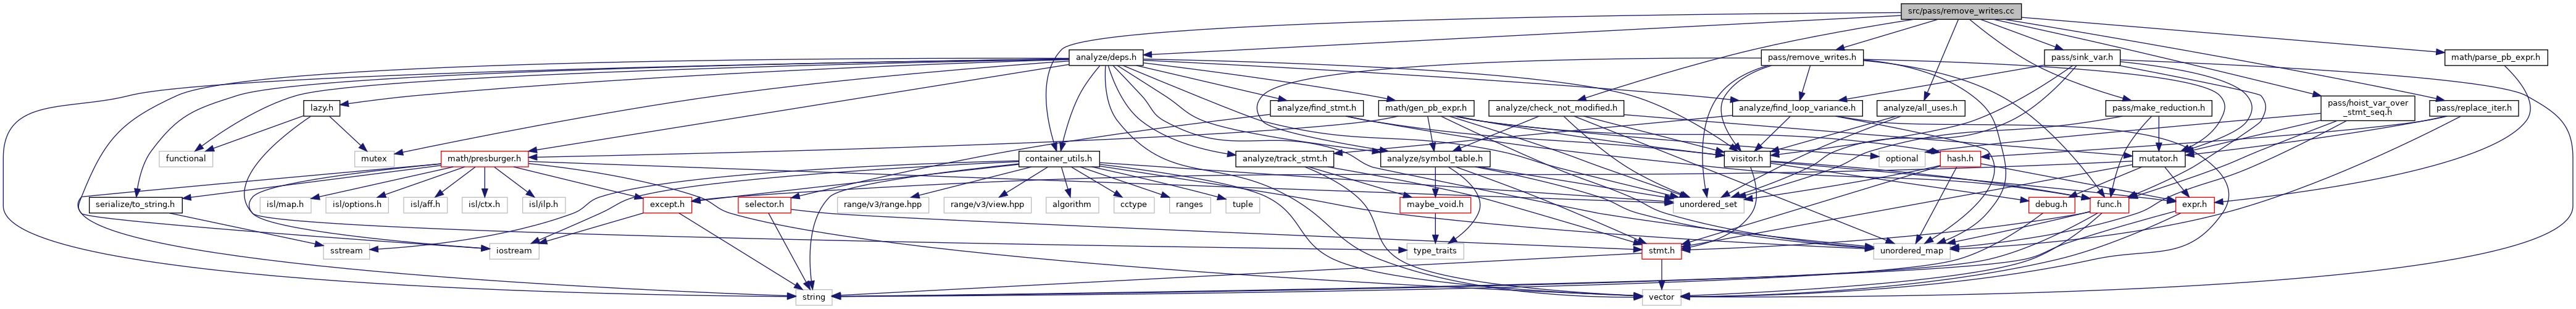 src/pass/remove_writes.cc
analyze/deps.h
pass/remove_writes.h
pass/sink_var.h
math/parse_pb_expr.h
lazy.h
analyze/find_stmt.h
math/gen_pb_expr.h
analyze/check_not_modified.h
analyze/find_loop_variance.h
analyze/all_uses.h
pass/make_reduction.h
pass/hoist_var_over
_stmt_seq.h
pass/replace_iter.h
functional
mutex
math/presburger.h
container_utils.h
analyze/track_stmt.h
analyze/symbol_table.h
visitor.h
optional
hash.h
mutator.h
serialize/to_string.h
isl/map.h
isl/options.h
isl/aff.h
isl/ctx.h
isl/ilp.h
except.h
selector.h
range/v3/range.hpp
range/v3/view.hpp
algorithm
cctype
ranges
tuple
maybe_void.h
unordered_set
debug.h
func.h
expr.h
sstream
iostream
type_traits
stmt.h
unordered_map
string
vector